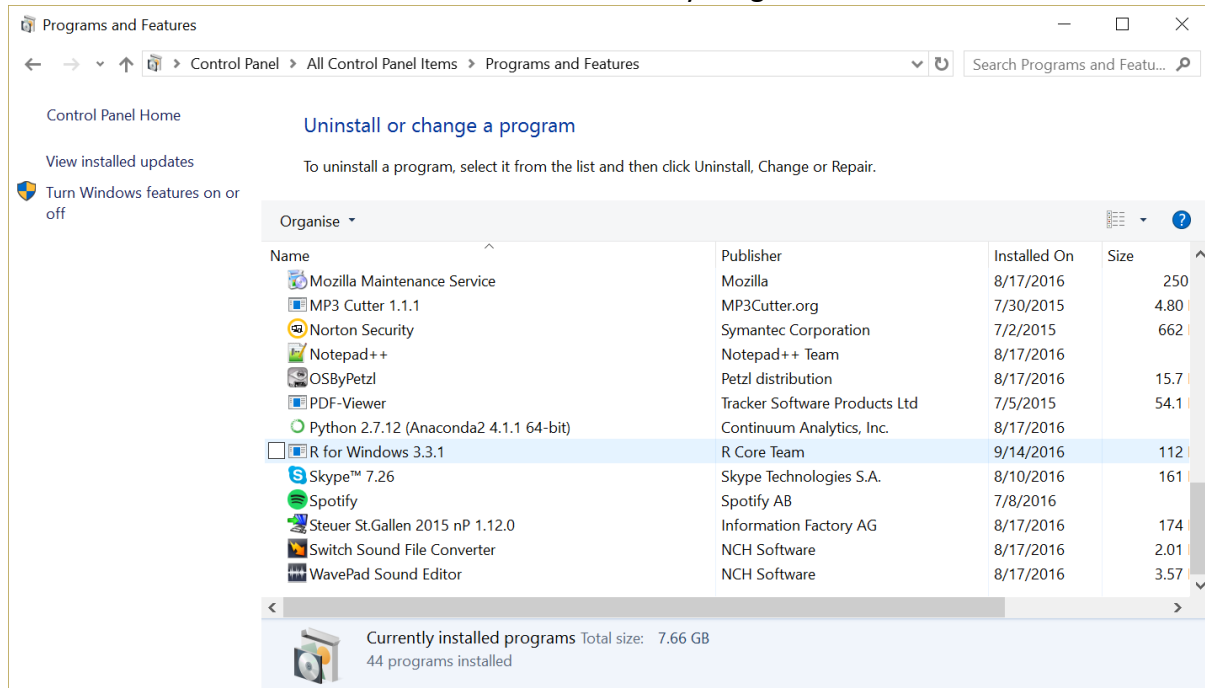 Programs and Features
Control Panel > All Control Panel Items > Programs and Features
Search Programs and Featu...
Control Panel Home
View installed updates
Turn Windows features on or
off
Uninstall or change a program
To uninstall a program, select it from the list and then click Uninstall, Change or Repair.
Organise
Name Publisher Installed On Size
Mozilla Maintenance Service Mozilla 8/17/2016 250
MP3 Cutter 1.1.1 MP3Cutter.org 7/30/2015 4.80
Norton Security Symantec Corporation 7/2/2015 662
Notepad++ Notepad++ Team 8/17/2016
OSByPetzl Petzl distribution 8/17/2016 15.7
PDF-Viewer Tracker Software Products Ltd 7/5/2015 54.1
Python 2.7.12 (Anaconda2 4.1.1 64-bit) Continuum Analytics, Inc. 8/17/2016
R for Windows 3.3.1 R Core Team 9/14/2016 112
Skype™ 7.26 Skype Technologies S.A. 8/10/2016 161
Spotify Spotify AB 7/8/2016
Steuer St.Gallen 2015 nP 1.12.0 Information Factory AG 8/17/2016 174
Switch Sound File Converter NCH Software 8/17/2016 2.01
WavePad Sound Editor NCH Software 8/17/2016 3.57
Currently installed programs Total size: 7.66 GB
44 programs installed